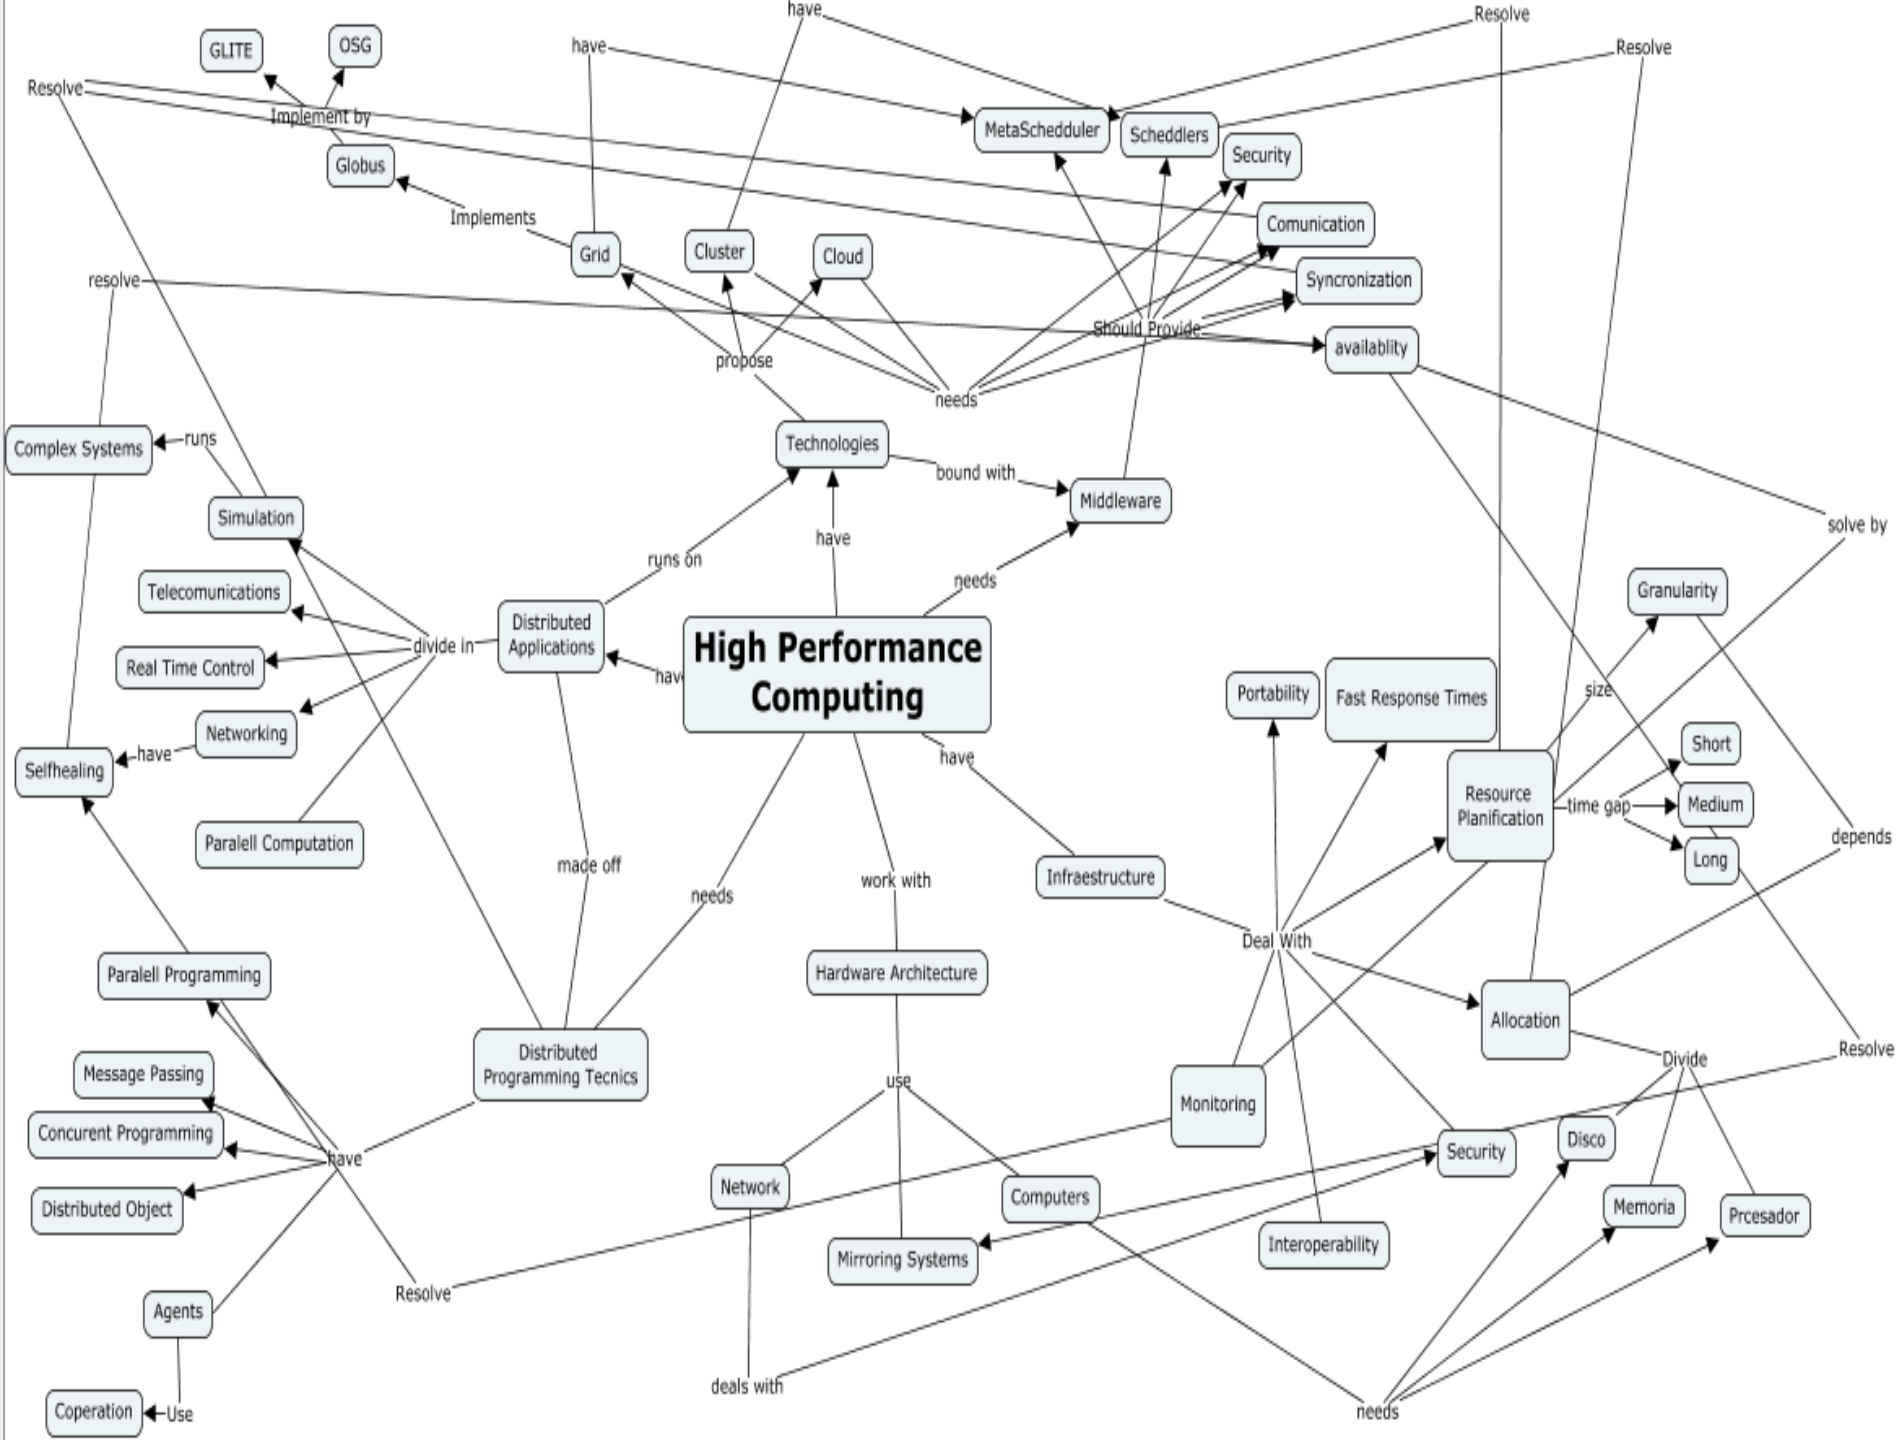 have
Resolve
have
GLITE
OSG
Resolve
Resolve
Implement by
MetaSchedduler
Scheddlers
Security
Globus
Implements
Comunication
Grid
Cluster
Cloud
Syncronization
resolve
Should Provide
availablity
propose
needs
Complex Systems
runs
Technologies
bound with
Middleware
Simulation
solve by
have
runs on
needs
Telecomunications
Granularity
Distributed
Applications
divide in
Real Time Control
High Performance
Computing
have
Portability
Fast Response Times
size
Networking
have
Selfhealing
have
Short
Resource
Planification
time gap
Medium
Long
depends
Paralell Computation
made off
needs
work with
Infraestructure
Deal With
Paralell Programming
Hardware Architecture
Allocation
Distributed
Programming Tecnics
Resolve
Divide
Message Passing
use
Monitoring
Concurent Programming
have
Security
Disco
Distributed Object
Network
Computers
Memoria
Prcesador
Mirroring Systems
Interoperability
Resolve
Agents
deals with
Coperation
Use
needs